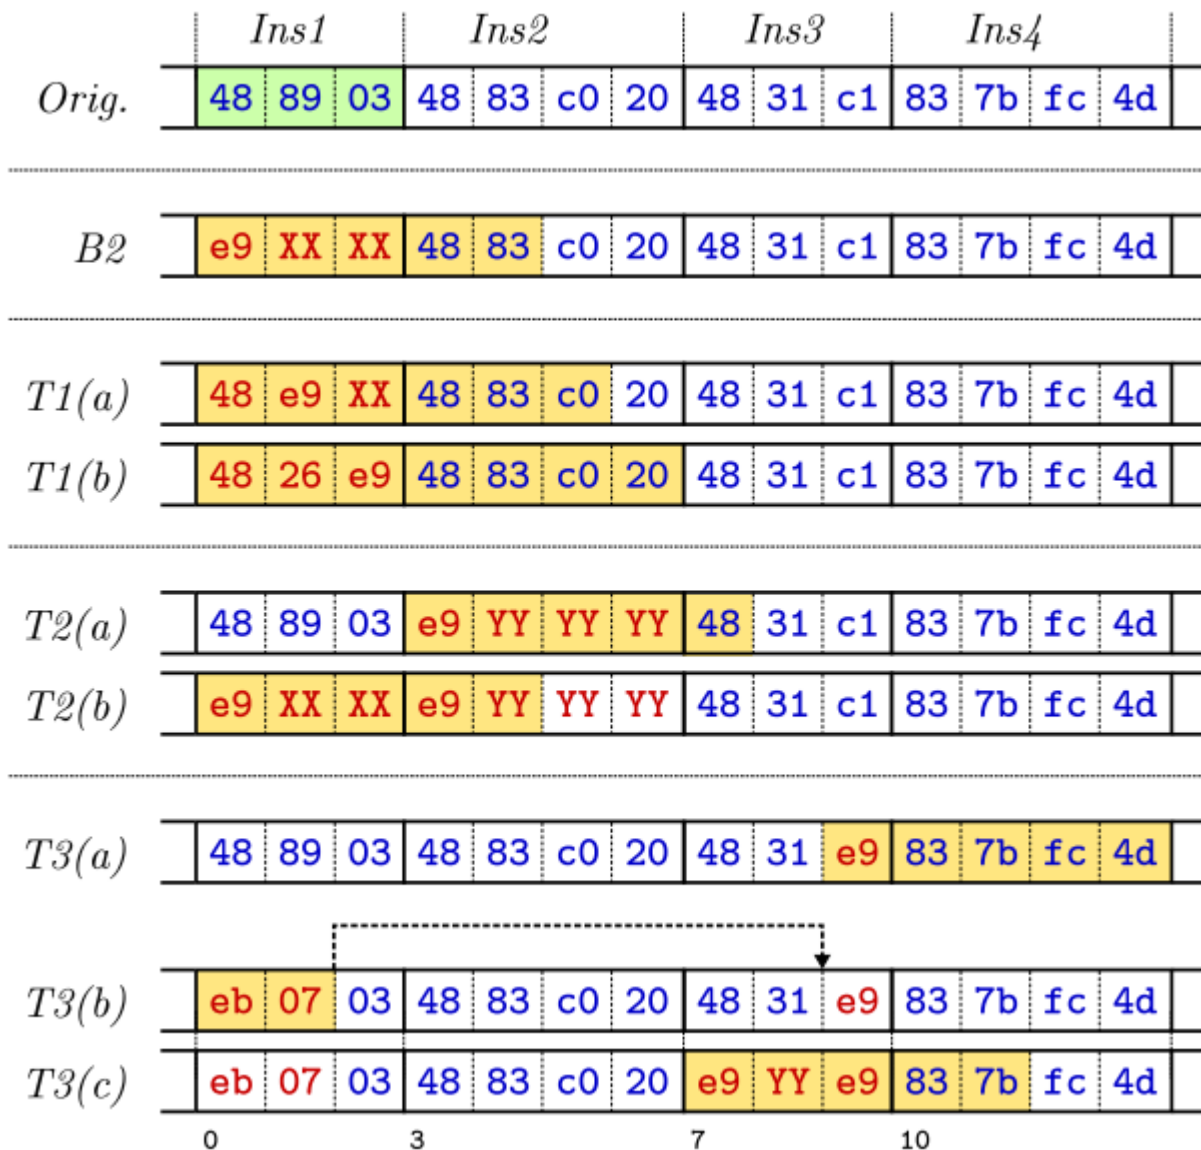 Ins1 Ins2 Ins3 Ins4
Orig. 48 89 03 48 83 c0 20 48 31 c1 83 7b fc 4d
B2 e9 XX XX 48 83 c0 20 48 31 c1 83 7b fc 4d
T1(a) 48 e9 XX 48 83 c0 20 48 31 c1 83 7b fc 4d
T1(b) 48 26 e9 48 83 c0 20 48 31 c1 83 7b fc 4d
T2(a) 48 89 03 e9 YY YY YY 48 31 c1 83 7b fc 4d
T2(b) e9 XX XX e9 YY YY YY 48 31 c1 83 7b fc 4d
T3(a) 48 89 03 48 83 c0 20 48 31 e9 83 7b fc 4d
T3(b) eb 07 03 48 83 c0 20 48 31 e9 83 7b fc 4d
T3(c) eb 07 03 48 83 c0 20 e9 YY e9 83 7b fc 4d
0 3 7 10